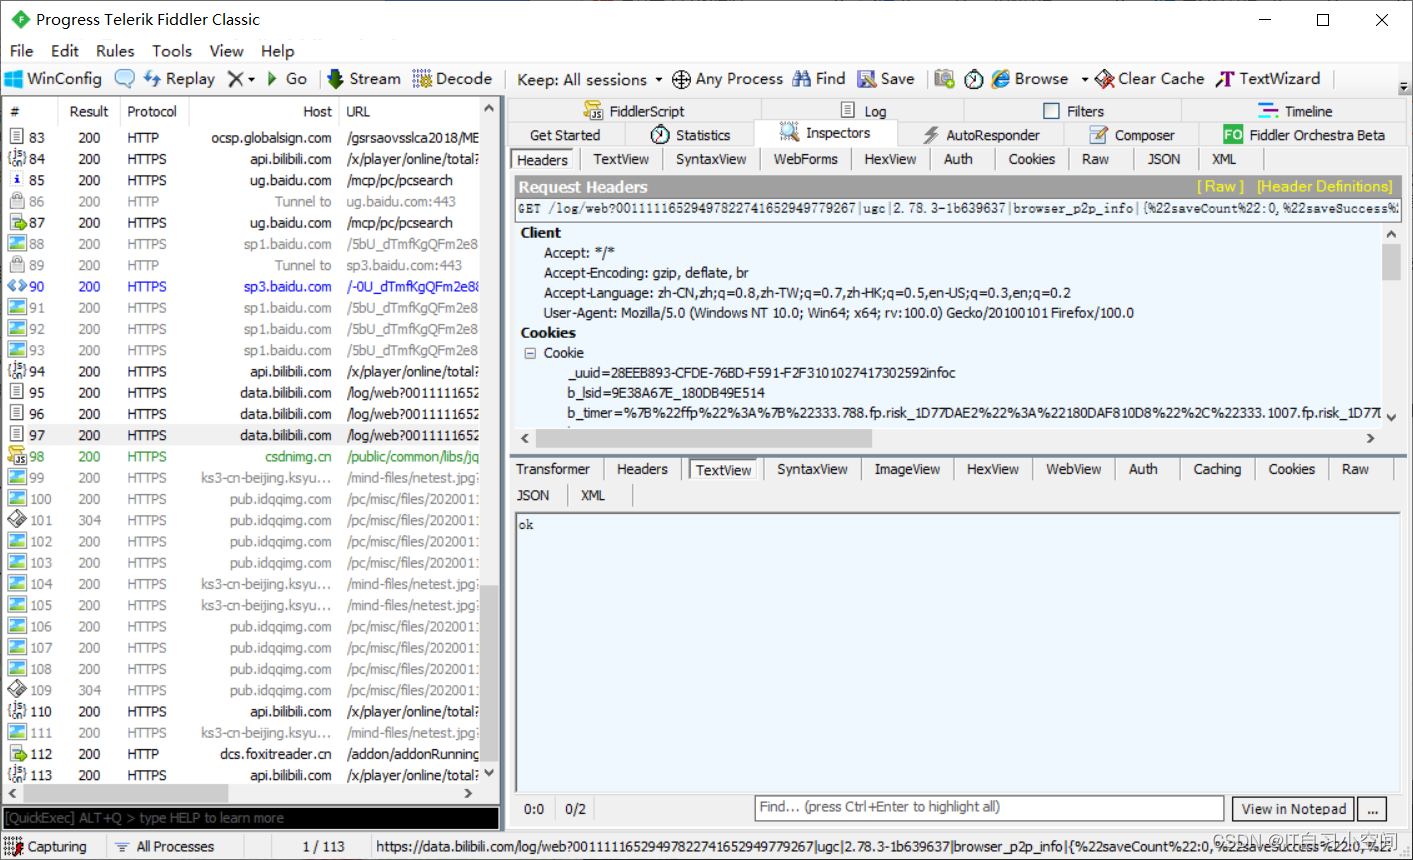 Progress Telerik Fiddler Classic
File Edit Rules Tools View Help
WinConfig Replay Go Stream Decode Keep: All sessions Any Process Find Save Browse Clear Cache TextWizard
# Result Protocol Host URL
83 200 HTTP ocsp.globalsign.com /gsrsaovsslca2018/ME
84 200 HTTPS api.bilibili.com /x/player/online/total?
85 200 HTTPS ug.baidu.com /mcp/pc/pcsearch
86 200 HTTP Tunnel to ug.baidu.com:443
87 200 HTTPS ug.baidu.com /mcp/pc/pcsearch
88 200 HTTPS sp1.baidu.com /5bU_dTmfKgQFm2e8
89 200 HTTP Tunnel to sp3.baidu.com:443
90 200 HTTPS sp3.baidu.com /-0U_dTmfKgQFm2e88
91 200 HTTPS sp1.baidu.com /5bU_dTmfKgQFm2e8
92 200 HTTPS sp1.baidu.com /5bU_dTmfKgQFm2e8
93 200 HTTPS sp1.baidu.com /5bU_dTmfKgQFm2e8
94 200 HTTPS api.bilibili.com /x/player/online/total?
95 200 HTTPS data.bilibili.com /log/web?0011111652
96 200 HTTPS data.bilibili.com /log/web?0011111652
97 200 HTTPS data.bilibili.com /log/web?0011111652
98 200 HTTPS csdnimg.cn /public/common/libs/jq
99 200 HTTPS ks3-cn-beijing.ksyu... /mind-files/netest.jpg?
100 200 HTTPS pub.idqqimg.com /pc/misc/files/2020011
101 304 HTTPS pub.idqqimg.com /pc/misc/files/2020011
102 200 HTTPS pub.idqqimg.com /pc/misc/files/2020011
103 200 HTTPS pub.idqqimg.com /pc/misc/files/2020011
104 200 HTTPS ks3-cn-beijing.ksyu... /mind-files/netest.jpg?
105 200 HTTPS ks3-cn-beijing.ksyu... /mind-files/netest.jpg?
106 200 HTTPS pub.idqqimg.com /pc/misc/files/2020011
107 200 HTTPS pub.idqqimg.com /pc/misc/files/2020011
108 200 HTTPS pub.idqqimg.com /pc/misc/files/2020011
109 304 HTTPS pub.idqqimg.com /pc/misc/files/2020011
110 200 HTTPS api.bilibili.com /x/player/online/total?
111 200 HTTPS ks3-cn-beijing.ksyu... /mind-files/netest.jpg?
112 200 HTTP dcs.foxitreader.cn /addon/addonRunning
113 200 HTTPS api.bilibili.com /x/player/online/total?
[QuickExec] ALT+Q > type HELP to learn more
FiddlerScript Log Filters Timeline
Get Started Statistics Inspectors AutoResponder Composer FO Fiddler Orchestra Beta
Headers TextView SyntaxView WebForms HexView Auth Cookies Raw JSON XML
Request Headers [ Raw ] [Header Definitions]
GET /log/web?00111116529497822741652949779267|ugc|2.78.3-1b639637|browser_p2p_info|{%22saveCount%22:0,%22saveSuccess%
Client
Accept: */*
Accept-Encoding: gzip, deflate, br
Accept-Language: zh-CN,zh;q=0.8,zh-TW;q=0.7,zh-HK;q=0.5,en-US;q=0.3,en;q=0.2
User-Agent: Mozilla/5.0 (Windows NT 10.0; Win64; x64; rv:100.0) Gecko/20100101 Firefox/100.0
Cookies
Cookie
_uuid=28EEB893-CFDE-76BD-F591-F2F3101027417302592infoc
b_lsid=9E38A67E_180DB49E514
b_timer=%7B%22ffp%22%3A%7B%22333.788.fp.risk_1D77DAE2%22%3A%22180DAF810D8%22%2C%22333.1007.fp.risk_1D77D
Transformer Headers TextView SyntaxView ImageView HexView WebView Auth Caching Cookies Raw
JSON XML
ok
0:0 0/2 Find... (press Ctrl+Enter to highlight all) View in Notepad ...
Capturing All Processes 1 / 113 https://data.bilibili.com/log/web?00111116529497822741652949779267|ugc|2.78.3-1b639637|browser_p2p_info|{%22saveCount%22:0,%22saveSuccess%22:0,%22
CSDN @IT自习小空间